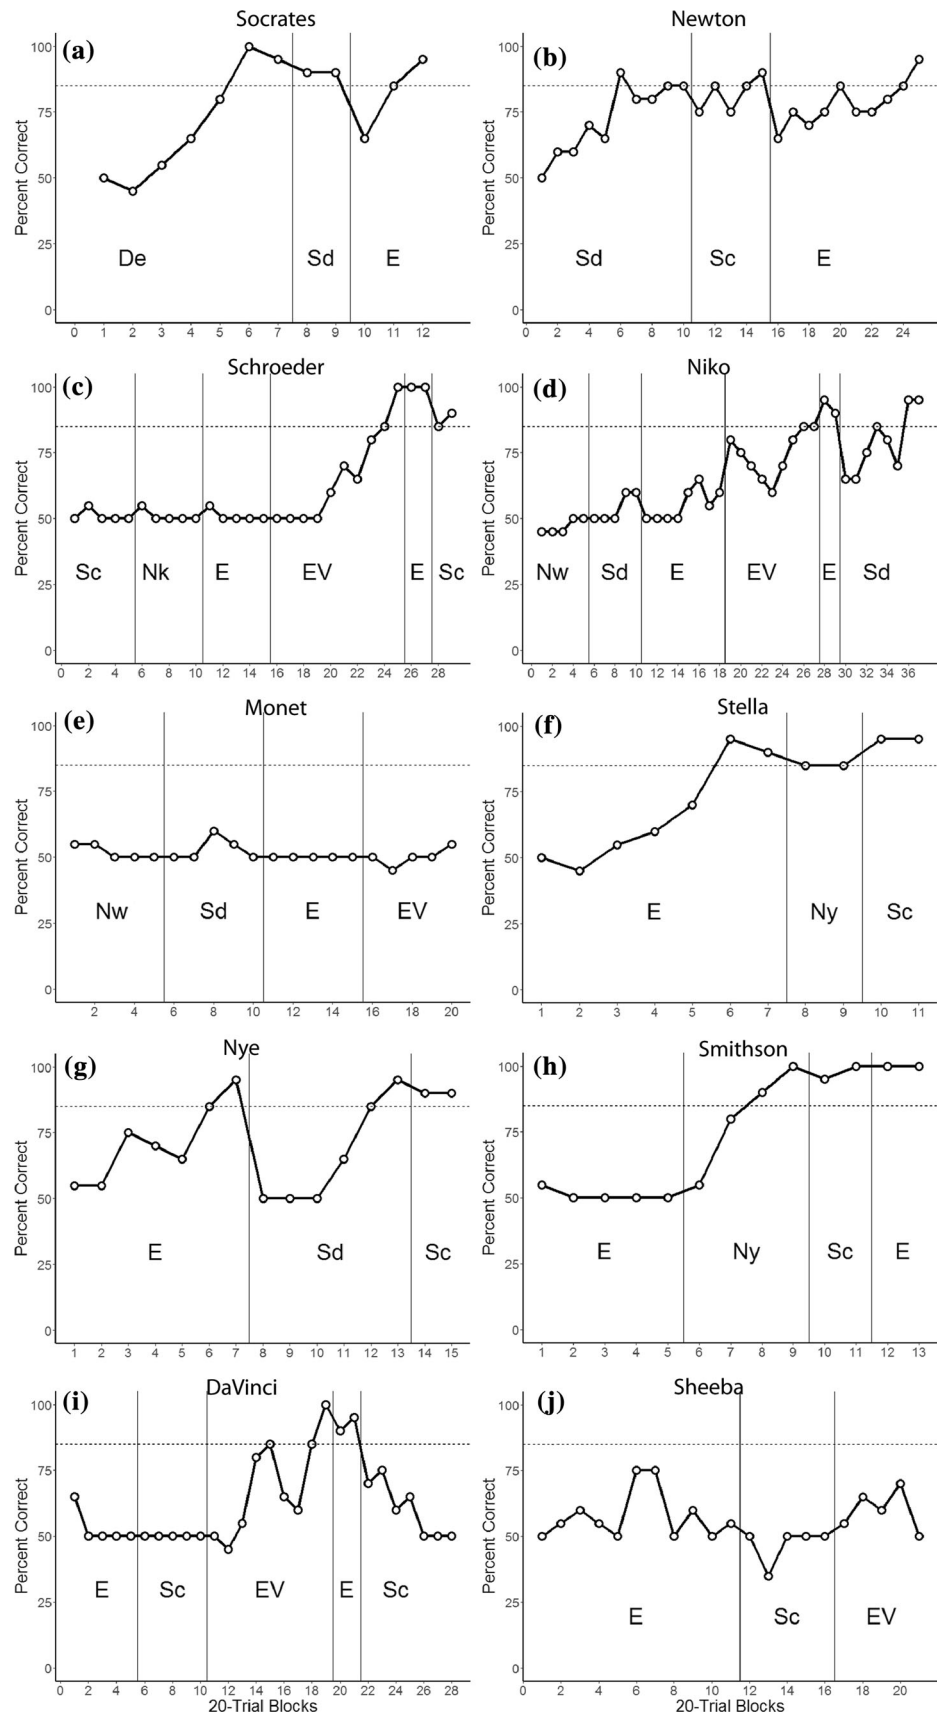 Socrates
(a)
Percent Correct
100
75
50
25
0
De
Sd
E
0 1 2 3 4 5 6 7 8 9 10 11 12
Newton
(b)
Percent Correct
100
75
50
25
0
Sd
Sc
E
0 2 4 6 8 10 12 14 16 18 20 22 24
Schroeder
(c)
Percent Correct
100
75
50
25
0
Sc
Nk
E
EV
E
Sc
0 2 4 6 8 10 12 14 16 18 20 22 24 26 28
Niko
(d)
Percent Correct
100
75
50
25
0
Nw
Sd
E
EV
E
Sd
0 2 4 6 8 10 12 14 16 18 20 22 24 26 28 30 32 34 36
Monet
(e)
Percent Correct
100
75
50
25
0
Nw
Sd
E
EV
2 4 6 8 10 12 14 16 18 20
Stella
(f)
Percent Correct
100
75
50
25
0
E
Ny
Sc
1 2 3 4 5 6 7 8 9 10 11
Nye
(g)
Percent Correct
100
75
50
25
0
E
Sd
Sc
1 2 3 4 5 6 7 8 9 10 11 12 13 14 15
Smithson
(h)
Percent Correct
100
75
50
25
0
E
Ny
Sc
E
1 2 3 4 5 6 7 8 9 10 11 12 13
DaVinci
(i)
Percent Correct
100
75
50
25
0
E
Sc
EV
E
Sc
0 2 4 6 8 10 12 14 16 18 20 22 24 26 28
20-Trial Blocks
Sheeba
(j)
Percent Correct
100
75
50
25
0
E
Sc
EV
0 2 4 6 8 10 12 14 16 18 20
20-Trial Blocks